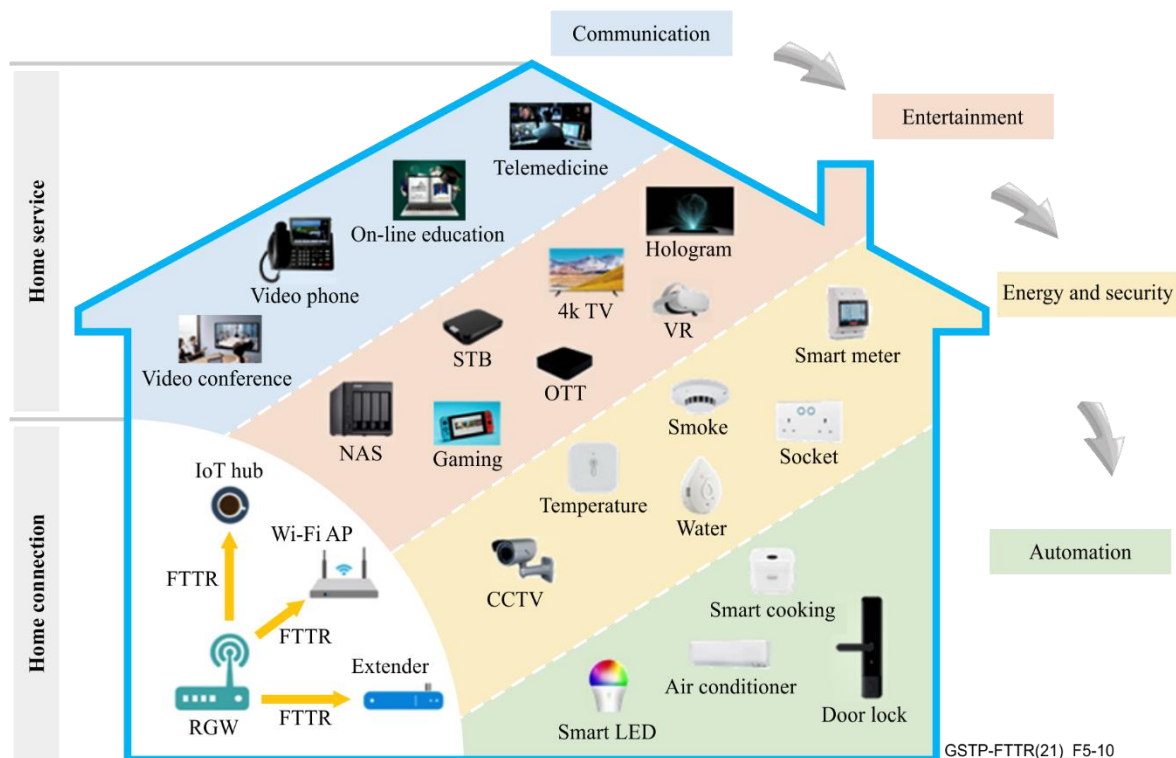 Communication
Entertainment
Energy and security
Automation
Home service
Home connection
Telemedicine
On-line education
Video phone
Video conference
Hologram
4k TV
VR
STB
OTT
NAS
Gaming
Smart meter
Smoke
Socket
Temperature
Water
CCTV
Smart cooking
Air conditioner
Door lock
Smart LED
IoT hub
Wi-Fi AP
FTTR
FTTR
Extender
FTTR
RGW
GSTP-FTTR(21) F5-10